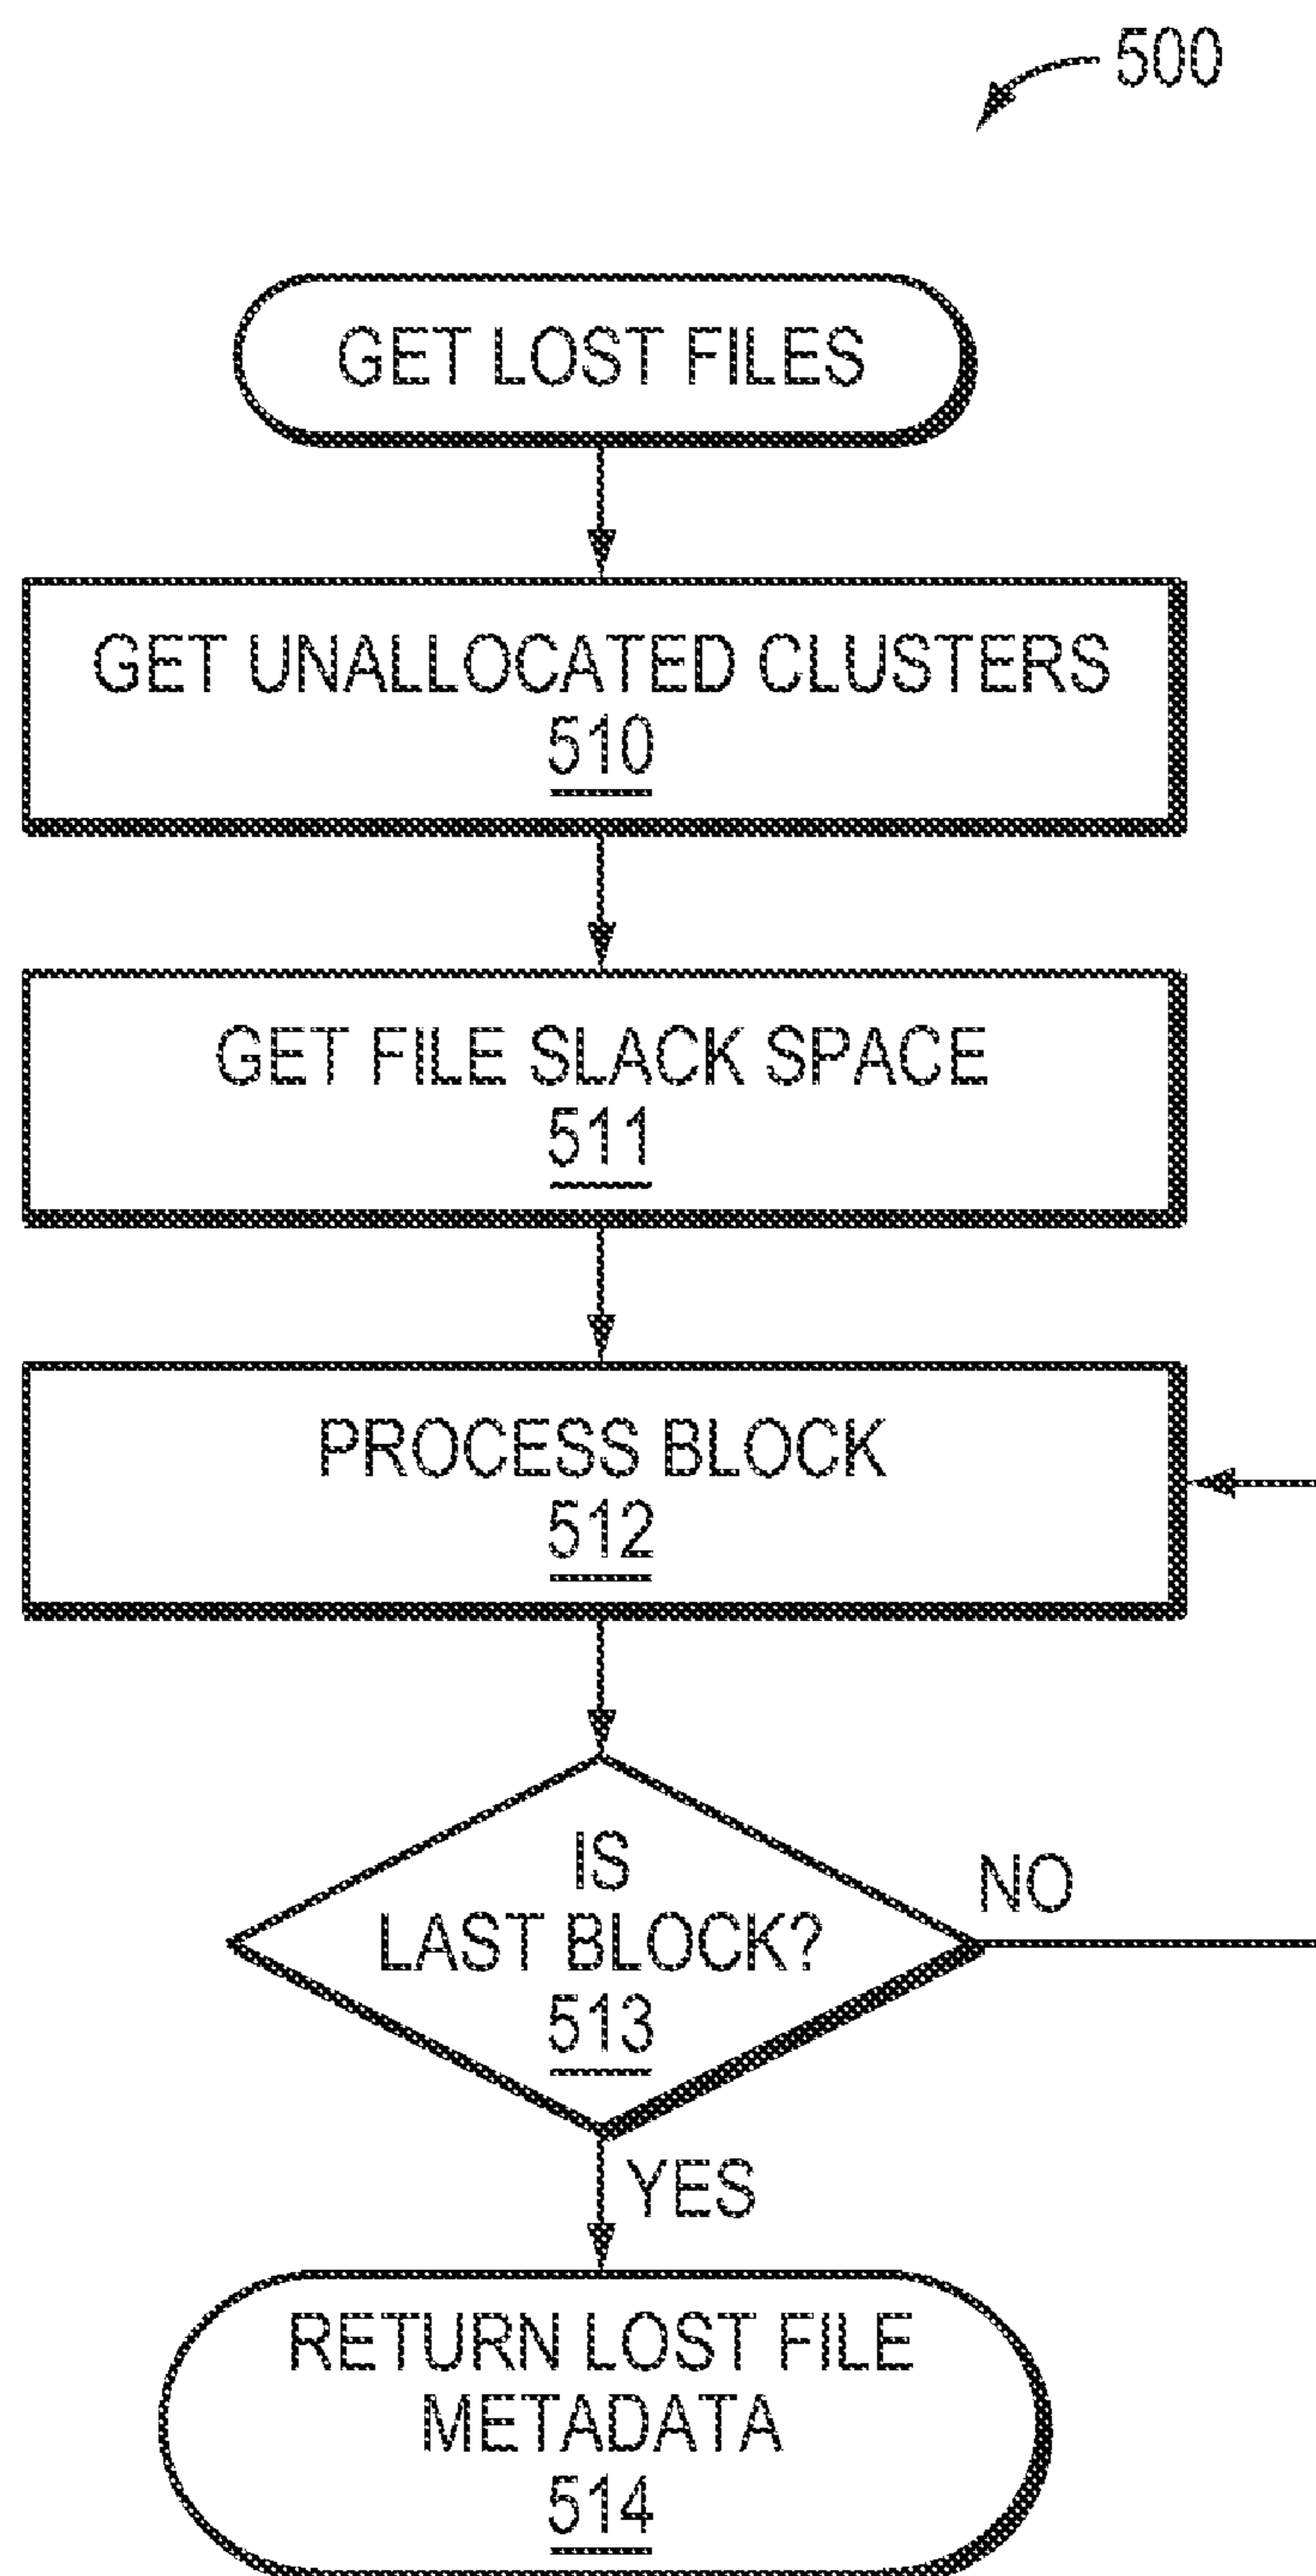 500
GET LOST FILES
GET UNALLOCATED CLUSTERS
510
GET FILE SLACK SPACE
511
PROCESS BLOCK
512
IS
LAST BLOCK?
513
NO
YES
RETURN LOST FILE
METADATA
514